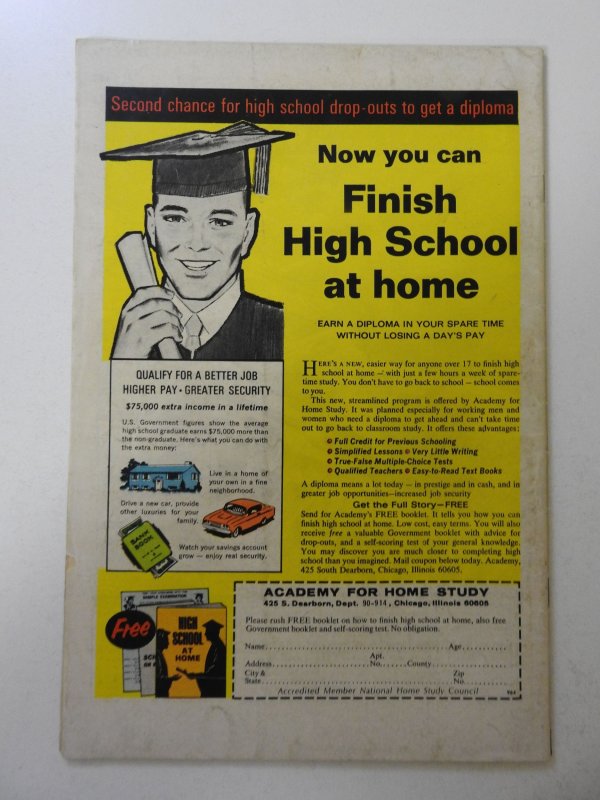 Second chance for high school drop-outs to get a diploma
Now you can
Finish
High School
at home
EARN A DIPLOMA IN YOUR SPARE TIME
WITHOUT LOSING A DAY'S PAY
QUALIFY FOR A BETTER JOB
HIGHER PAY • GREATER SECURITY
$75,000 extra income in a lifetime
U.S. Government figures show the average
high school graduate earns $75,000 more than
the non-graduate. Here's what you can do with
the extra money:
Live in a home of
your own in a fine
neighborhood.
Drive a new car, provide
other luxuries for your
family.
BANK
BOOK
Watch your savings account
grow — enjoy real security.
HERE'S A NEW, easier way for anyone over 17 to finish high
school at home — with just a few hours a week of spare-
time study. You don't have to go back to school — school comes
to you.
This new, streamlined program is offered by Academy for
Home Study. It was planned especially for working men and
women who need a diploma to get ahead and can't take time
out to go back to classroom study. It offers these advantages:
Full Credit for Previous Schooling
Simplified Lessons Very Little Writing
True-False Multiple-Choice Tests
Qualified Teachers Easy-to-Read Text Books
A diploma means a lot today — in prestige and in cash, and in
greater job opportunities—increased job security
Get the Full Story—FREE
Send for Academy's FREE booklet. It tells you how you can
finish high school at home. Low cost, easy terms. You will also
receive free a valuable Government booklet with advice for
drop-outs, and a self-scoring test of your general knowledge.
You may discover you are much closer to completing high
school than you imagined. Mail coupon below today. Academy,
425 South Dearborn, Chicago, Illinois 60605.
SAMPLE EXAMINATION
Free
HIGH
SCHOOL
AT
HOME
ACADEMY FOR HOME STUDY
425 S. Dearborn, Dept. 90-914, Chicago, Illinois 60605
Please rush FREE booklet on how to finish high school at home, also free
Government booklet and self-scoring test. No obligation.
Name Age
Apt.
Address No. County
City & Zip
State No.
Accredited Member National Home Study Council